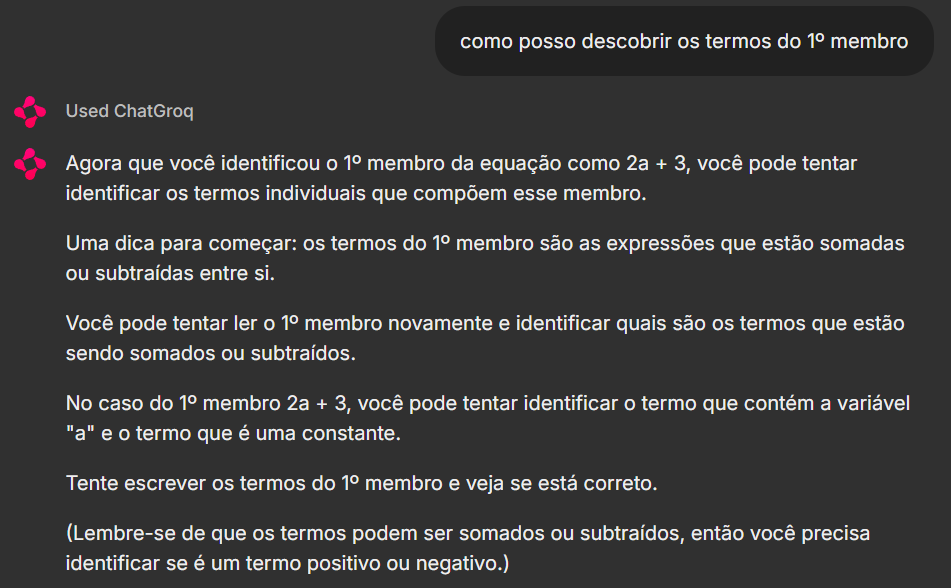 como posso descobrir os termos do 1º membro
Used ChatGroq
Agora que você identificou o 1º membro da equação como 2a + 3, você pode tentar
identificar os termos individuais que compõem esse membro.
Uma dica para começar: os termos do 1º membro são as expressões que estão somadas
ou subtraídas entre si.
Você pode tentar ler o 1º membro novamente e identificar quais são os termos que estão
sendo somados ou subtraídos.
No caso do 1º membro 2a + 3, você pode tentar identificar o termo que contém a variável
"a" e o termo que é uma constante.
Tente escrever os termos do 1º membro e veja se está correto.
(Lembre-se de que os termos podem ser somados ou subtraídos, então você precisa
identificar se é um termo positivo ou negativo.)